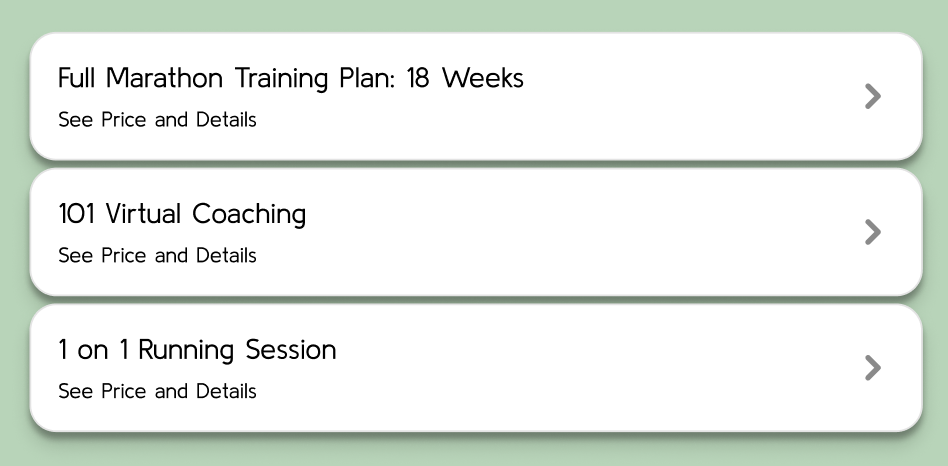 Full Marathon Training Plan: 18 Weeks
See Price and Details
101 Virtual Coaching
See Price and Details
1 on 1 Running Session
See Price and Details